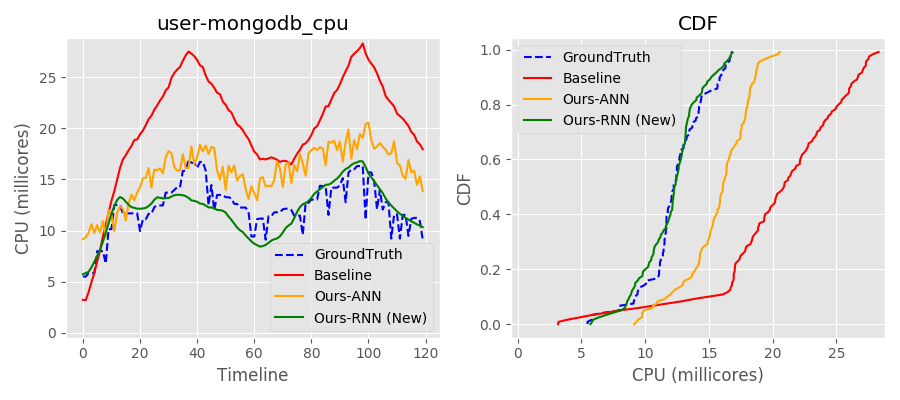 user-mongodb_cpu
CPU (millicores)
25
20
15
10
5
0
0
20
40
60
80
100
120
Timeline
GroundTruth
Baseline
Ours-ANN
Ours-RNN (New)
CDF
CDF
1.0
0.8
0.6
0.4
0.2
0.0
0
5
10
15
20
25
CPU (millicores)
GroundTruth
Baseline
Ours-ANN
Ours-RNN (New)